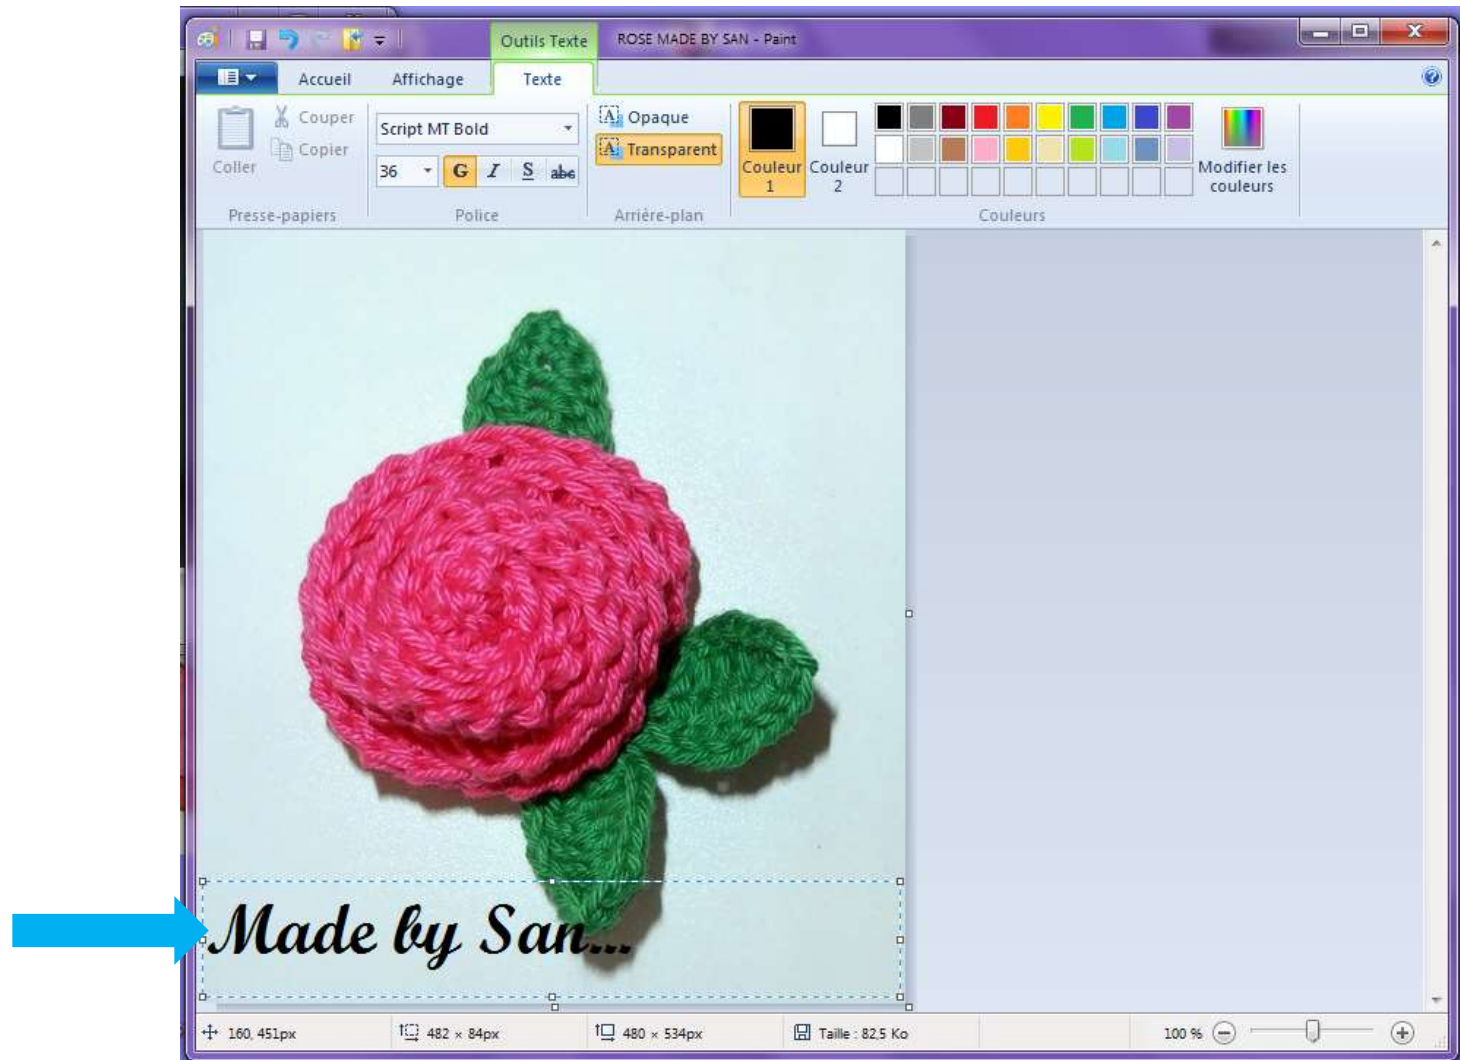 Outils Texte
ROSE MADE BY SAN - Paint
Accueil
Affichage
Texte
Coller
Couper
Copier
Presse-papiers
Script MT Bold
36
G I S abc
Police
A Opaque
A Transparent
Arrière-plan
Couleur 1
Couleur 2
Modifier les couleurs
Couleurs
Made by San...
160, 451px
482 × 84px
480 × 534px
Taille : 82,5 Ko
100 %